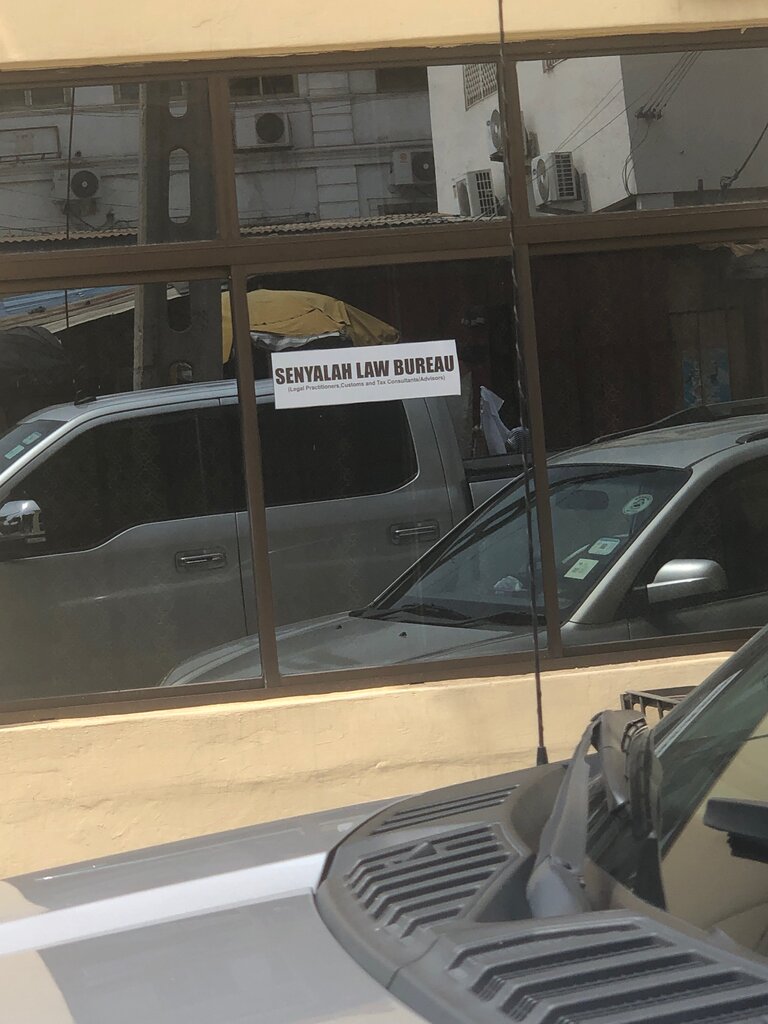 SENYALAH LAW BUREAU
(Legal Practitioners,Customs and Tax Consultants/Advisors)